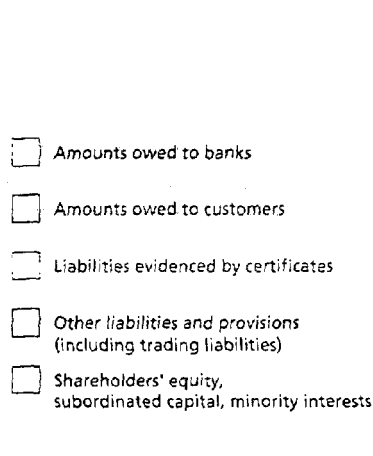 Amounts owed to banks
Amounts owed to customers
Liabilities evidenced by certificates
Other liabilities and provisions
(including trading liabilities)
Shareholders' equity,
subordinated capital, minority interests